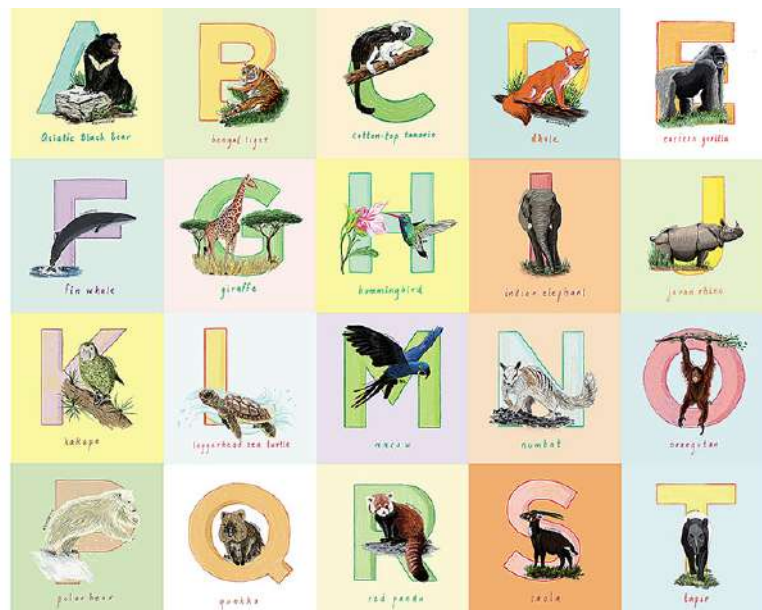 A
Asiatic Black bear
B
bengal tiger
C
cotton-top tamarin
D
dhole
E
eastern gorilla
F
fin whale
G
giraffe
H
hummingbird
I
indian elephant
J
javan rhino
K
kakapo
L
loggerhead sea turtle
M
macaw
N
numbat
O
orangutan
P
polar bear
Q
quokka
R
red panda
S
saola
T
tapir